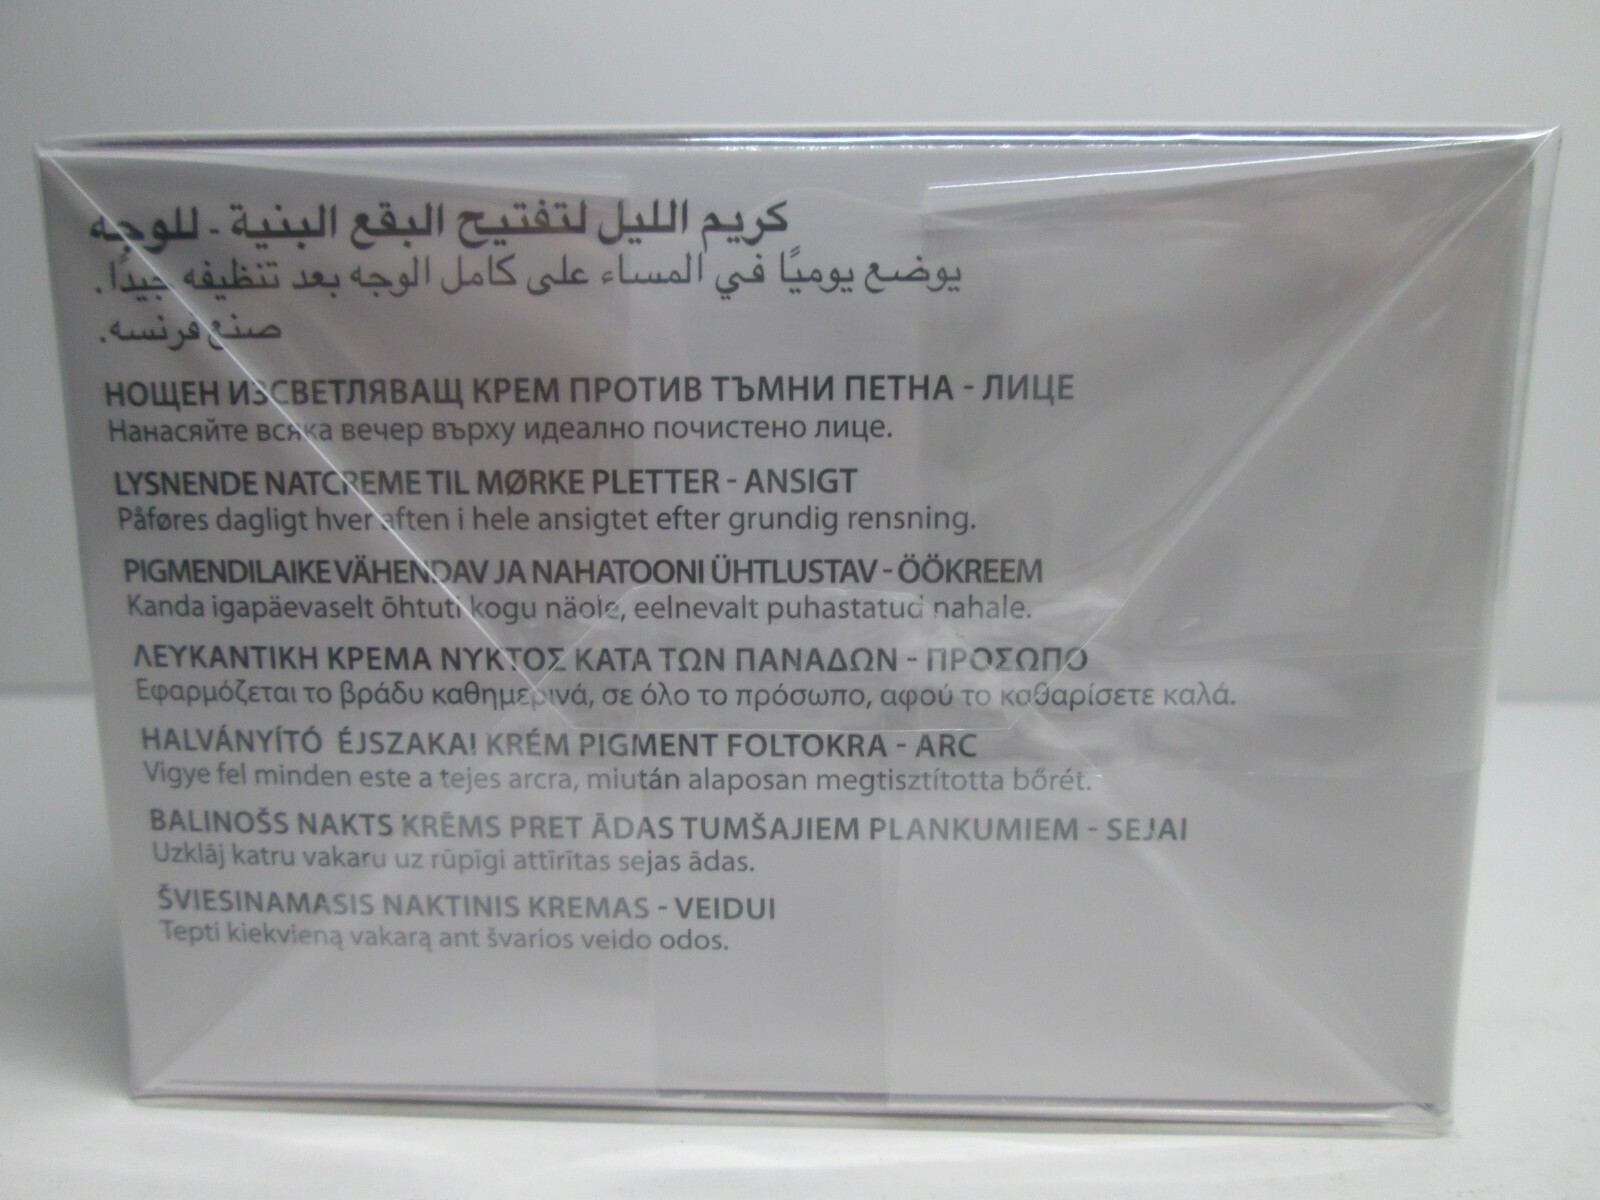 كريم الليل لتفتيح البقع البنية - للوجه
يوضع يوميًا في المساء على كامل الوجه بعد تنظيفه جيدًا.
صنع فرنسه.
НОЩЕН ИЗСВЕТЛЯВАЩ КРЕМ ПРОТИВ ТЪМНИ ПЕТНА - ЛИЦЕ
Нанасяйте всяка вечер върху идеално почистено лице.
LYSNENDE NATCREME TIL MØRKE PLETTER - ANSIGT
Påføres dagligt hver aften i hele ansigtet efter grundig rensning.
PIGMENDILAIKE VÄHENDAV JA NAHATOONI ÜHTLUSTAV - ÖÖKREEM
Kanda igapäevaselt õhtuti kogu näole, eelnevalt puhastatud nahale.
ΛΕΥΚΑΝΤΙΚΗ ΚΡΕΜΑ ΝΥΚΤΟΣ ΚΑΤΑ ΤΩΝ ΠΑΝΑΔΩΝ - ΠΡΟΣΩΠΟ
Εφαρμόζεται το βράδυ καθημερινά, σε όλο το πρόσωπο, αφού το καθαρίσετε καλά.
HALVÁNYÍTÓ ÉJSZAKAI KRÉM PIGMENT FOLTOKRA - ARC
Vigye fel minden este a tejes arcra, miután alaposan megtisztította bőrét.
BALINOŠS NAKTS KRĒMS PRET ĀDAS TUMŠAJIEM PLANKUMIEM - SEJAI
Uzklāj katru vakaru uz rūpīgi attīrītas sejas ādas.
ŠVIESINAMASIS NAKTINIS KREMAS - VEIDUI
Tepti kiekvieną vakarą ant švarios veido odos.